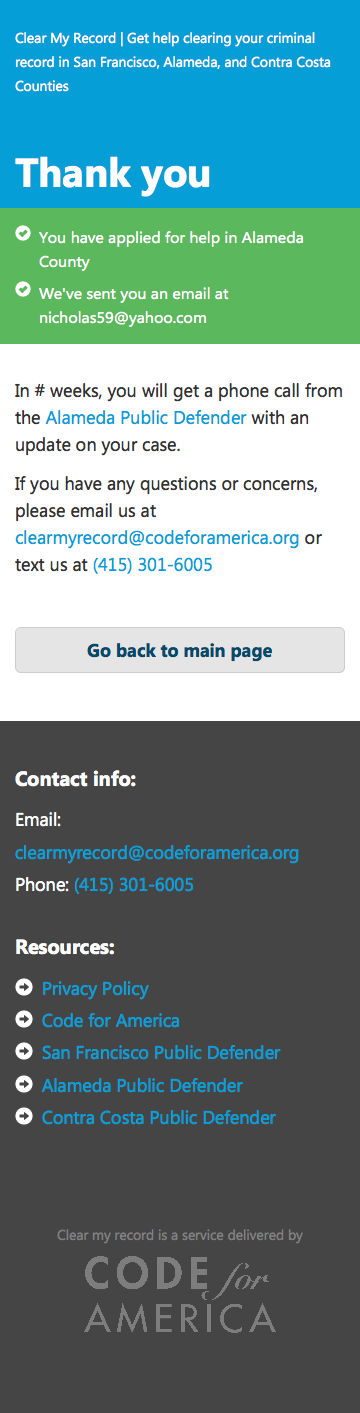 Clear My Record | Get help clearing your criminal
record in San Francisco, Alameda, and Contra Costa
Counties
Thank you
You have applied for help in Alameda
County
We've sent you an email at
nicholas59@yahoo.com
In # weeks, you will get a phone call from
the Alameda Public Defender with an
update on your case.
If you have any questions or concerns,
please email us at
clearmyrecord@codeforamerica.org or
text us at (415) 301-6005
Go back to main page
Contact info:
Email:
clearmyrecord@codeforamerica.org
Phone: (415) 301-6005
Resources:
Privacy Policy
Code for America
San Francisco Public Defender
Alameda Public Defender
Contra Costa Public Defender
Clear my record is a service delivered by
CODE for
AMERICA